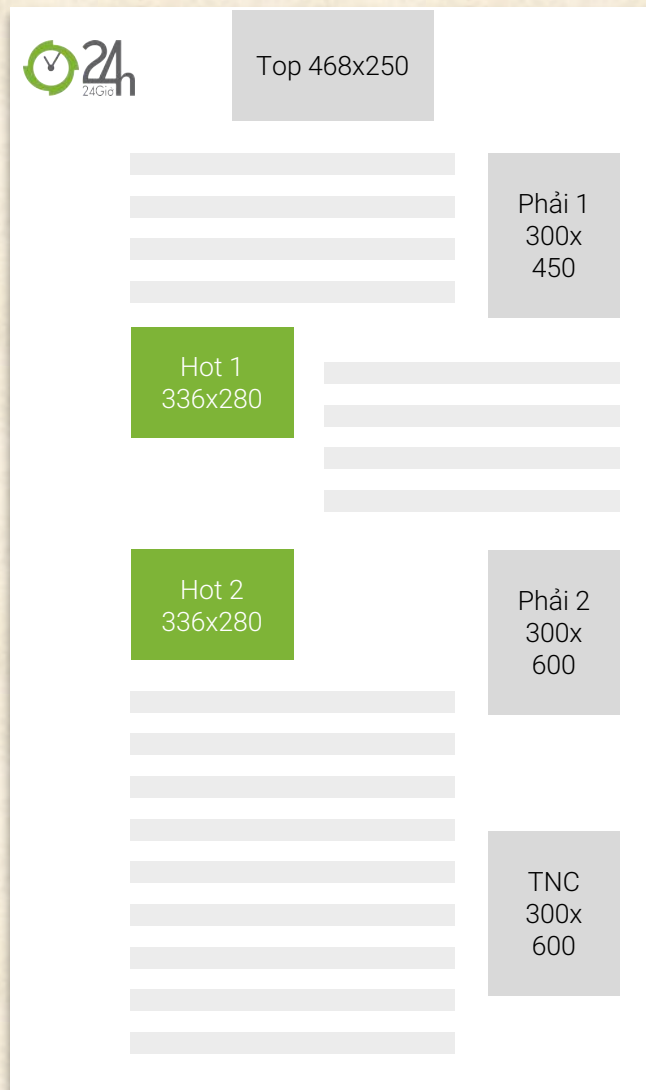 24h
24Giờ
Top 468x250
Phải 1
300x
450
Hot 1
336x280
Hot 2
336x280
Phải 2
300x
600
TNC
300x
600